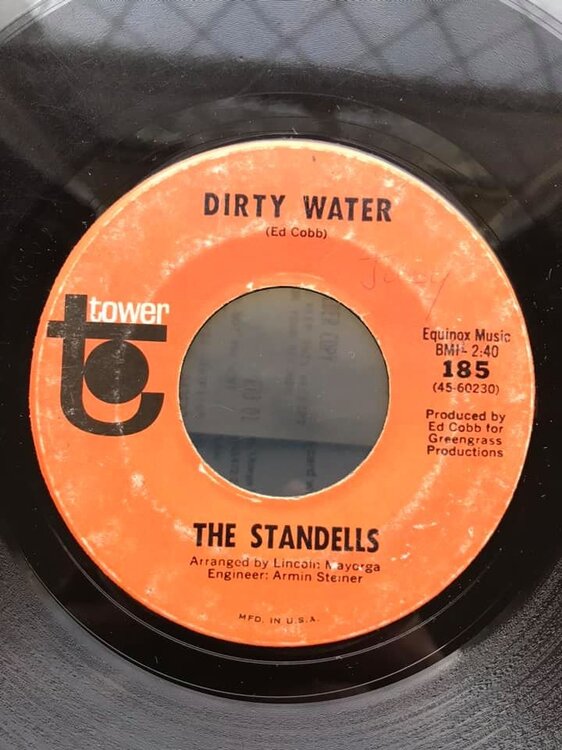 DIRTY WATER
(Ed Cobb)
tower
Equinox Music
BMI - 2:40
185
(45-60230)
Produced by
Ed Cobb for
Greengrass
Productions
THE STANDELLS
Arranged by Lincoln Mayorga
Engineer: Armin Steiner
MFD. IN U.S.A.